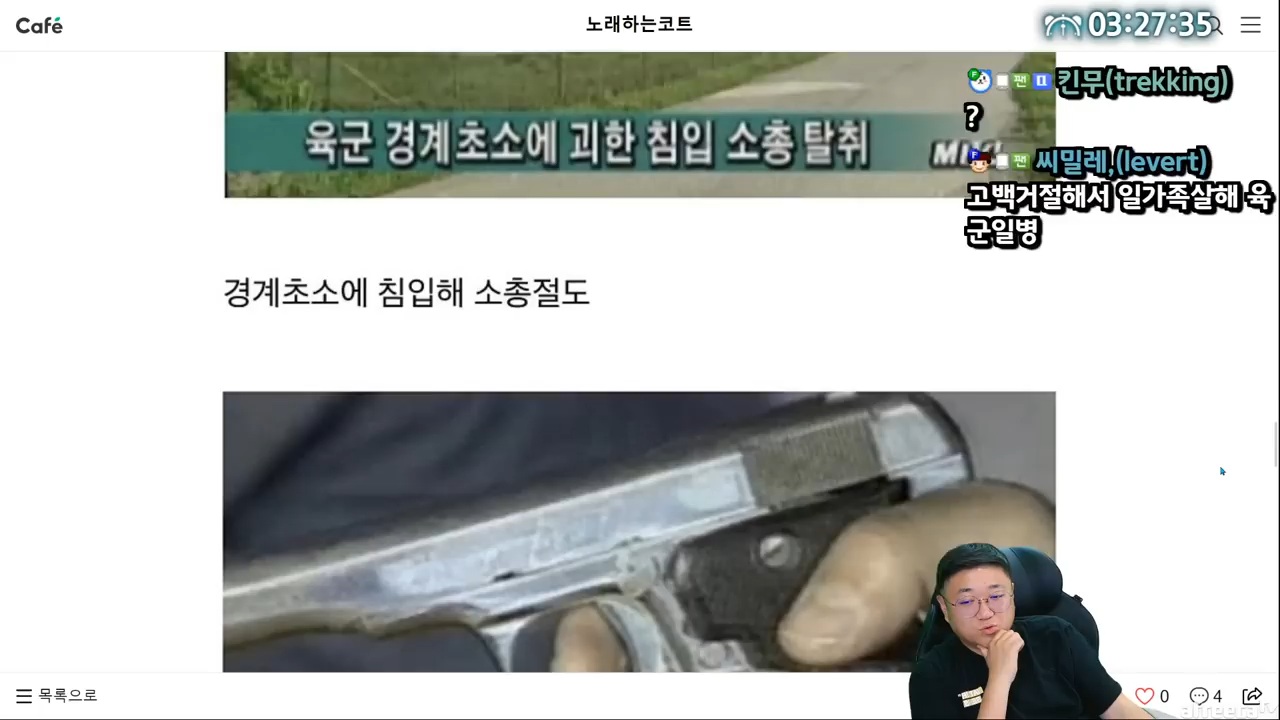 Café
노래하는코트
03:27:35
육군 경계초소에 괴한 침입 소총 탈취
킨무(trekking)
?
씨밀레,(levert)
고백거절해서 일가족살해 육
군일병
경계초소에 침입해 소총절도
목록으로
0
4
afreecaTV